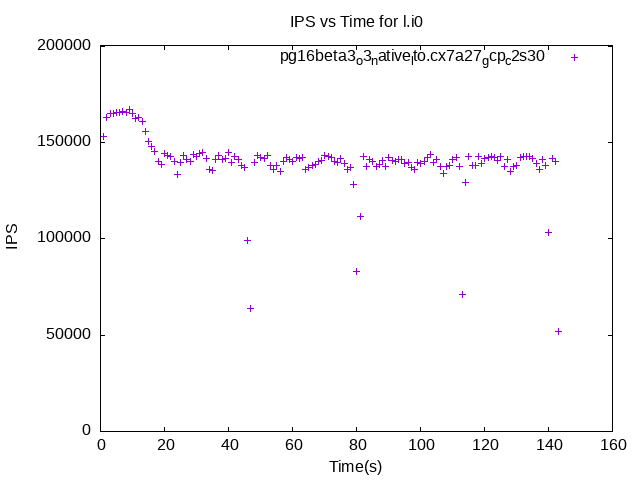 IPS vs Time for l.i0
pg16beta3o3native_lto.cx7a27gcpc2s30
200000
150000
100000
50000
0
IPS
0 20 40 60 80 100 120 140 160
Time(s)